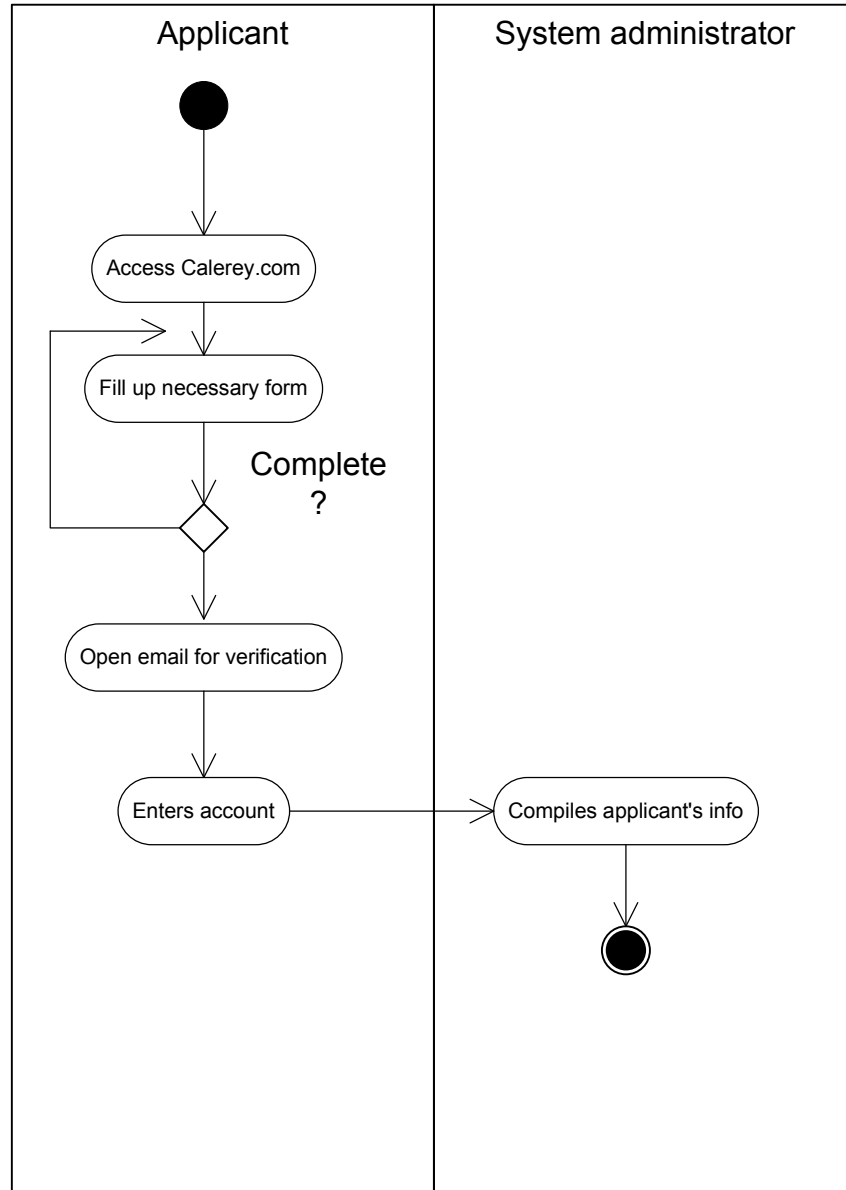 Applicant
System administrator
Access Calerey.com
Fill up necessary form
Complete
?
Open email for verification
Enters account
Compiles applicant's info